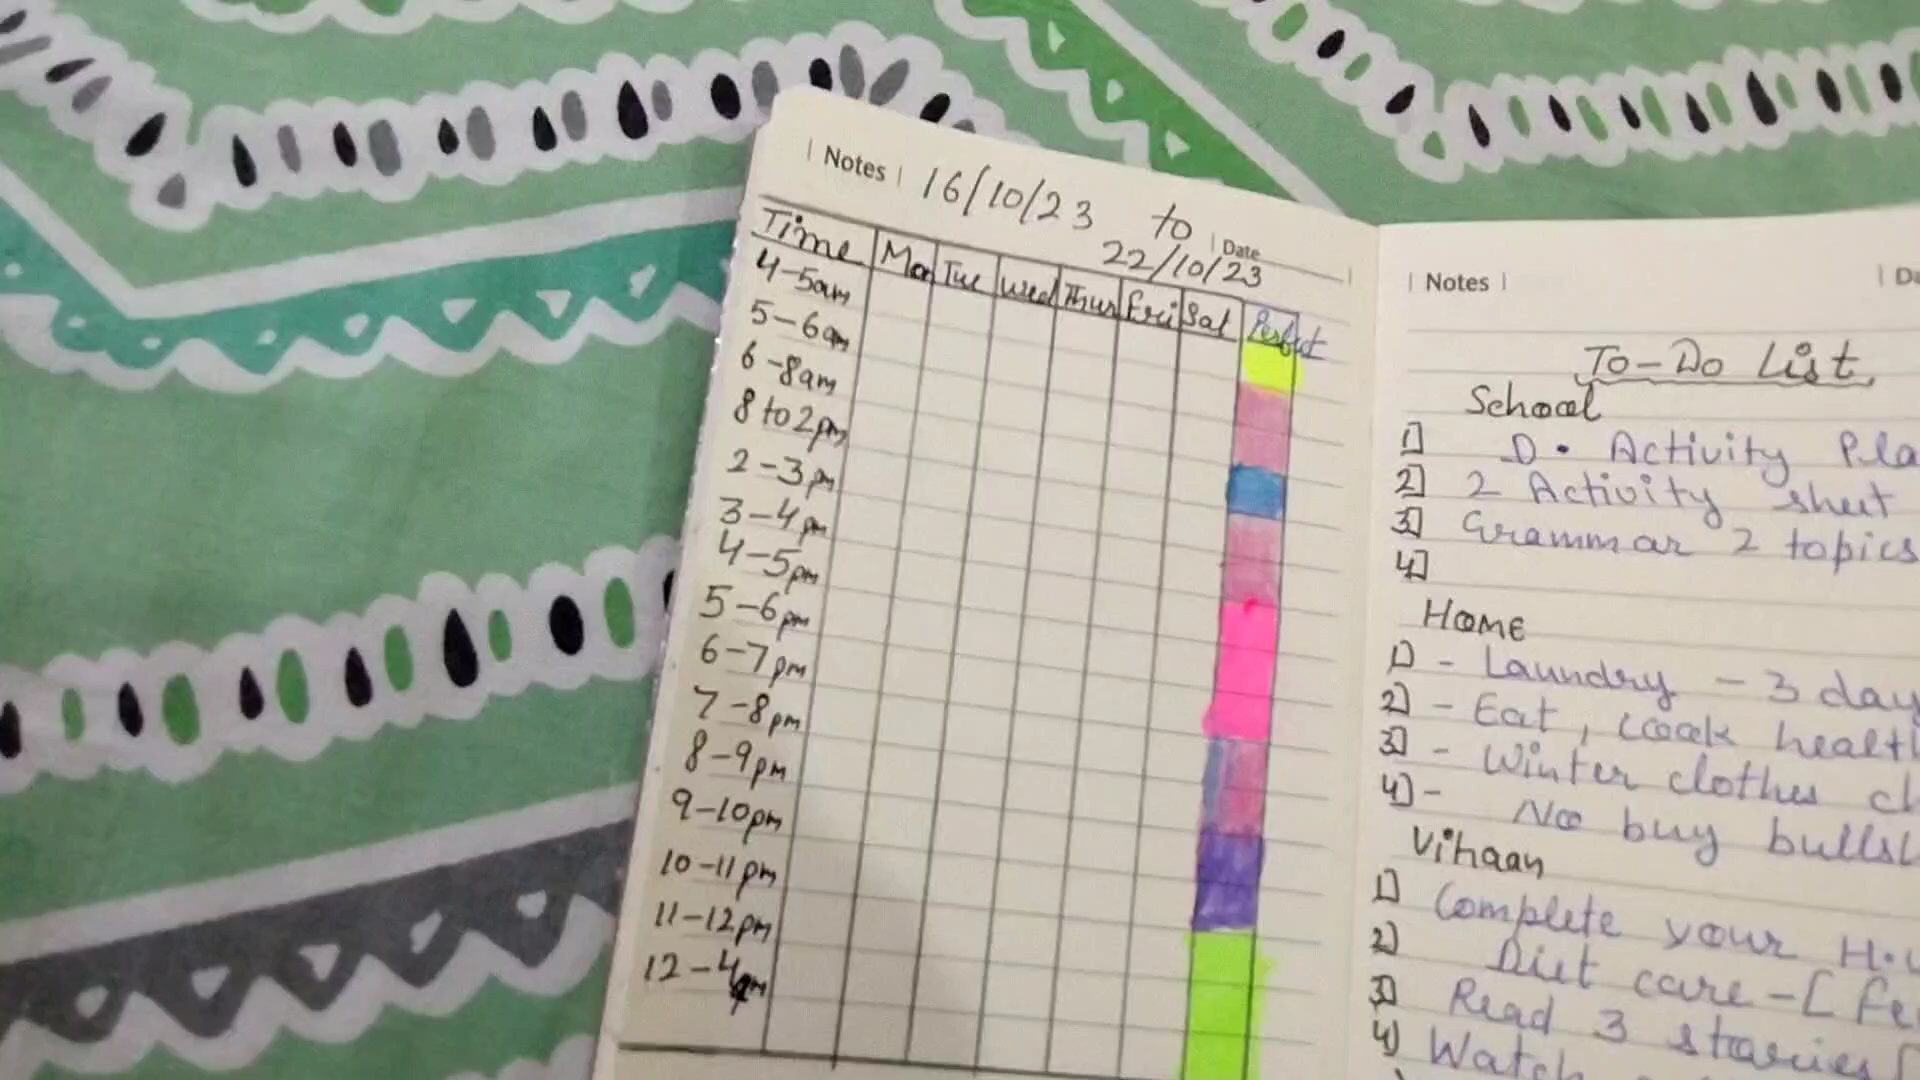 Notes 16/10/23 to
Date
22/10/23
Time Mon Tue Wed Thur Fri Sat Perfect
4-5am
5-6am
6-8am
8 to 2pm
2-3pm
3-4pm
4-5pm
5-6pm
6-7pm
7-8pm
8-9pm
9-10pm
10-11pm
11-12pm
12-4am
Notes
To-Do List
School
1] D. Activity
2] 2 Activity sheet
3] Grammar 2 topics
4]
Home
1) - Laundry - 3 day
2) - Eat, cook
3) - Winter clothes
4) - No buy
Vihaan
1] Complete your
2] Diet care - [
3] Read 3 stories [
4) Watch